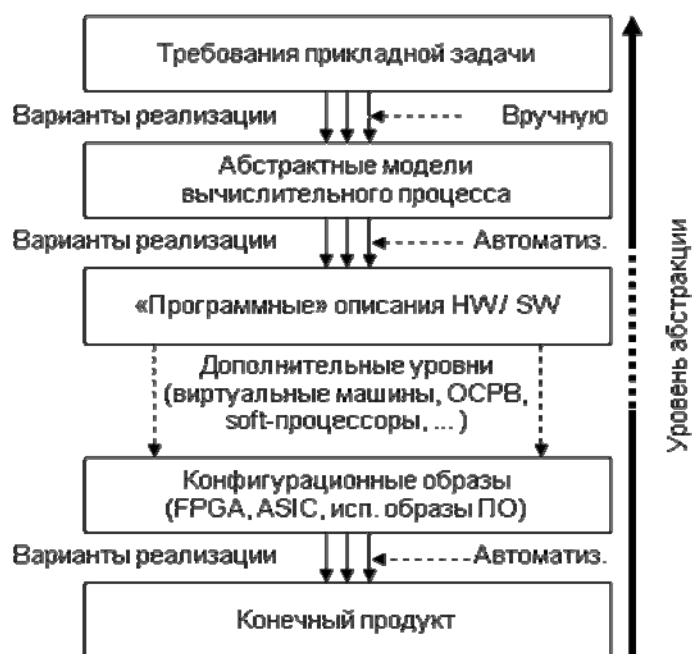 Требования прикладной задачи
Варианты реализации Вручную
Абстрактные модели
вычислительного процесса
Варианты реализации Автоматиз.
«Программные» описания HW/ SW
Дополнительные уровни
(виртуальные машины, ОСРВ,
soft-процессоры, ... )
Конфигурационные образы
(FPGA, ASIC, исп. образы ПО)
Варианты реализации Автоматиз.
Конечный продукт
Уровень абстракции